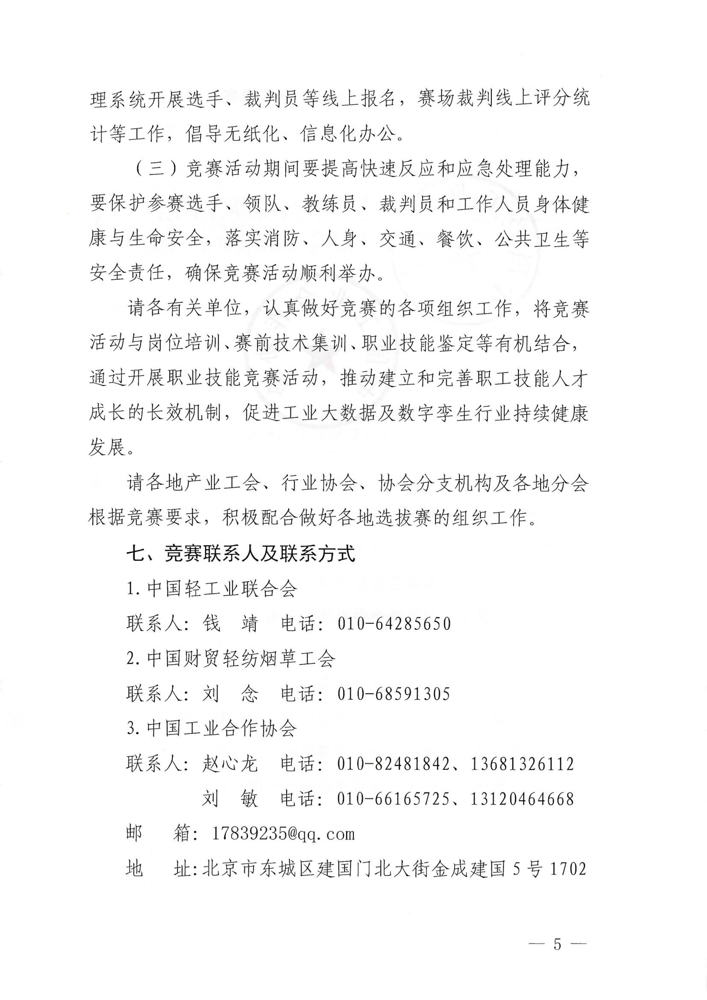 理系统开展选手、裁判员等线上报名，赛场裁判线上评分统
计等工作，倡导无纸化、信息化办公。
（三）竞赛活动期间要提高快速反应和应急处理能力，
要保护参赛选手、领队、教练员、裁判员和工作人员身体健
康与生命安全，落实消防、人身、交通、餐饮、公共卫生等
安全责任，确保竞赛活动顺利举办。
请各有关单位，认真做好竞赛的各项组织工作，将竞赛
活动与岗位培训、赛前技术集训、职业技能鉴定等有机结合，
通过开展职业技能竞赛活动，推动建立和完善职工技能人才
成长的长效机制，促进工业大数据及数字孪生行业持续健康
发展。
请各地产业工会、行业协会、协会分支机构及各地分会
根据竞赛要求，积极配合做好各地选拔赛的组织工作。
七、竞赛联系人及联系方式
1.中国轻工业联合会
联系人：钱　靖　电话：010-64285650
2.中国财贸轻纺烟草工会
联系人：刘　念　电话：010-68591305
3.中国工业合作协会
联系人：赵心龙　电话：010-82481842、13681326112
刘　敏　电话：010-66165725、13120464668
邮　箱：17839235@qq.com
地　址：北京市东城区建国门北大街金成建国 5 号 1702
— 5 —